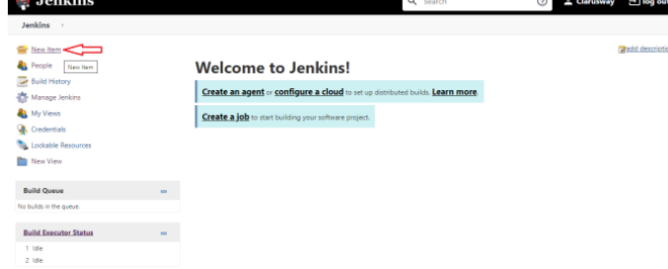 Jenkins
Search
Clarusway
log out
Jenkins
New Item
add description
People
New Item
Build History
Manage Jenkins
My Views
Credentials
Lockable Resources
New View
Welcome to Jenkins!
Create an agent or configure a cloud to set up distributed builds. Learn more.
Create a job to start building your software project.
Build Queue
No builds in the queue.
Build Executor Status
1 Idle
2 Idle